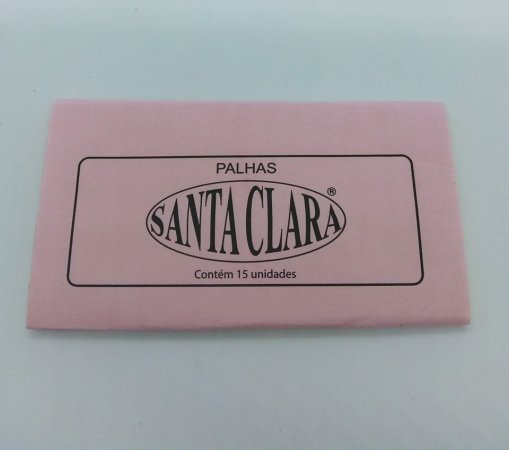 PALHAS
SANTA CLARA®
Contém 15 unidades